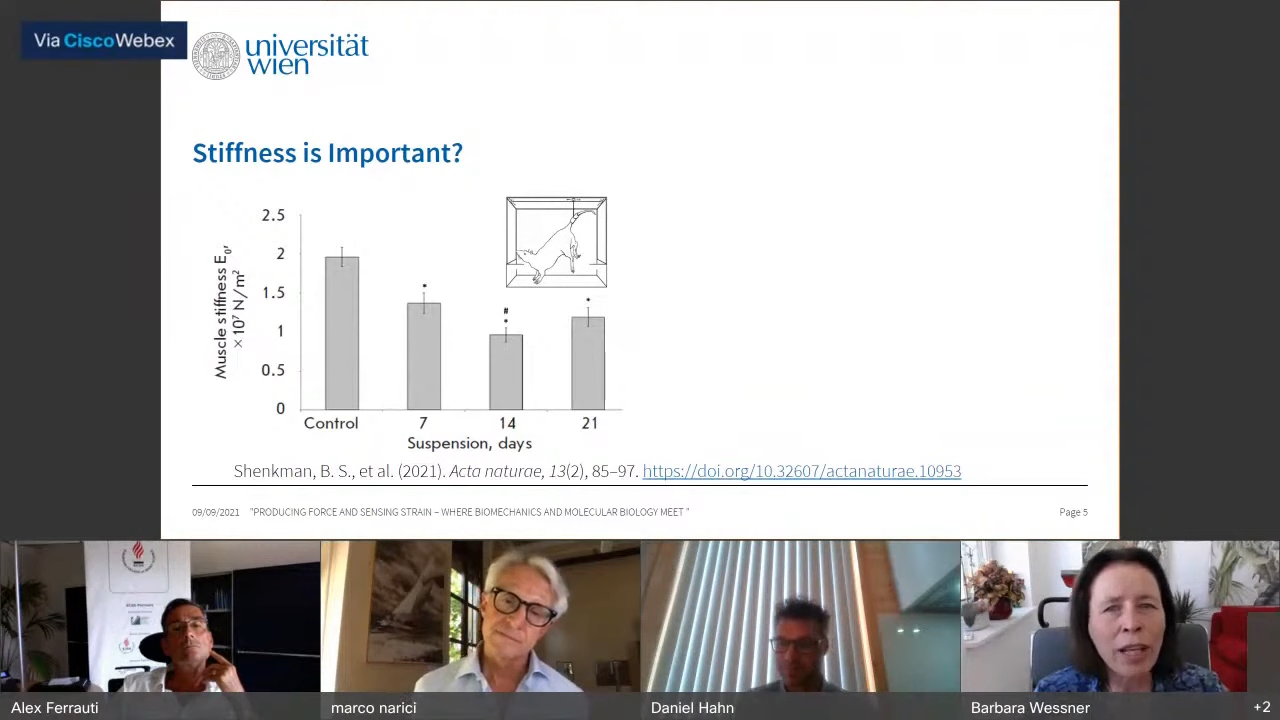 Via Cisco Webex
universität
wien
Stiffness is Important?
Muscle stiffness E0,
×10⁷ N/m²
2.5
2
1.5
1
0.5
0
*
#
*
*
Control 7 14 21
Suspension, days
Shenkman, B. S., et al. (2021). Acta naturae, 13(2), 85–97. https://doi.org/10.32607/actanaturae.10953
09/09/2021 "PRODUCING FORCE AND SENSING STRAIN – WHERE BIOMECHANICS AND MOLECULAR BIOLOGY MEET " Page 5
Alex Ferrauti
marco narici
Daniel Hahn
Barbara Wessner
+2